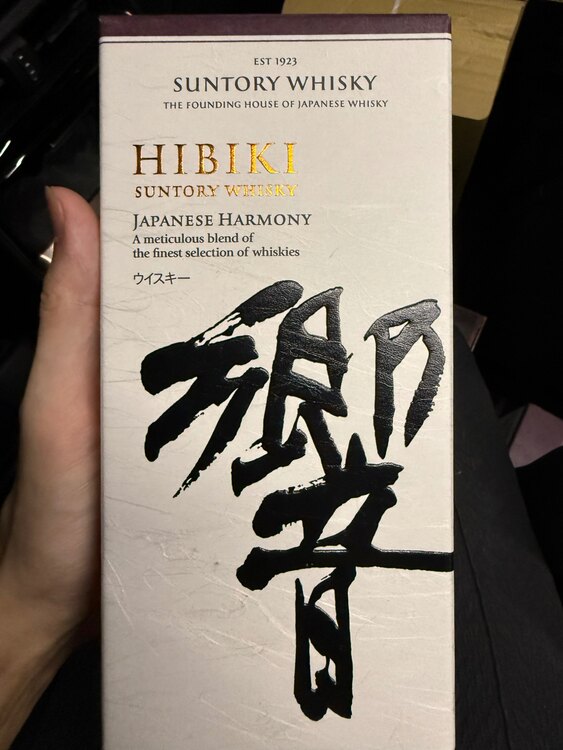 EST 1923
SUNTORY WHISKY
THE FOUNDING HOUSE OF JAPANESE WHISKY
HIBIKI
SUNTORY WHISKY
JAPANESE HARMONY
A meticulous blend of
the finest selection of whiskies
ウイスキー
響